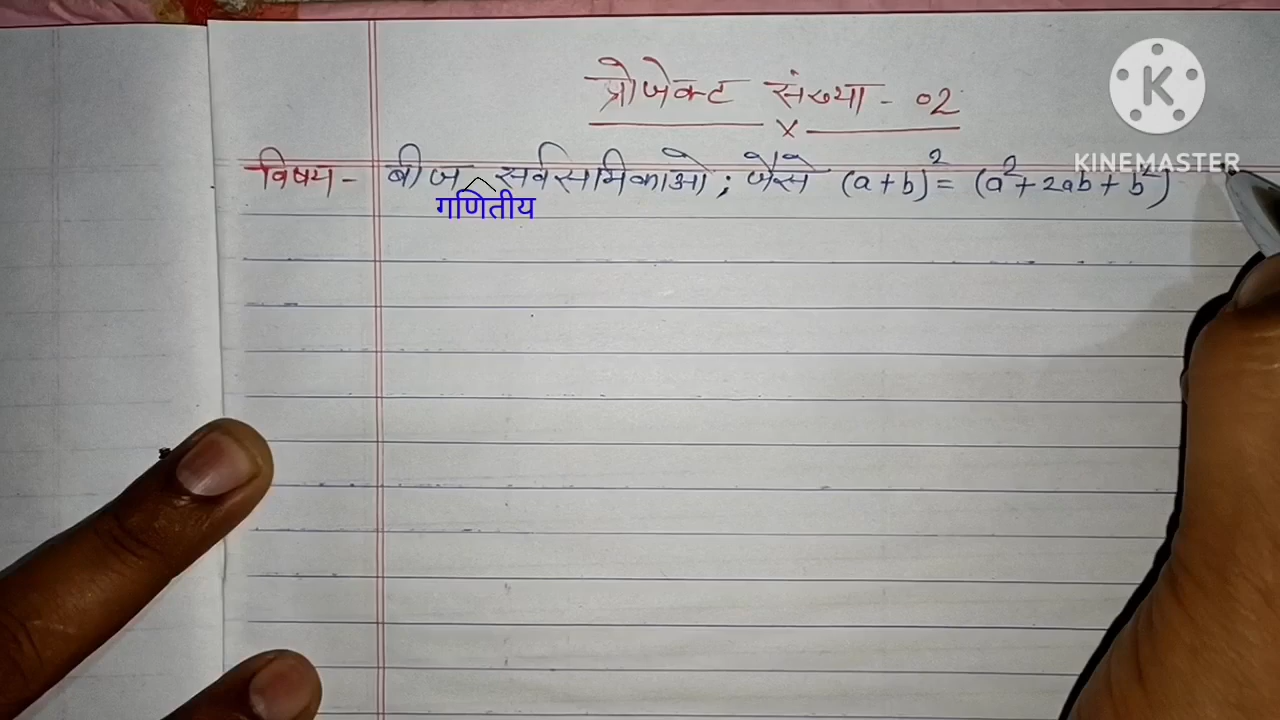 प्रोजेक्ट संख्या - 02
x
विषय - बीज सर्वसमिकाओ ; जैसे (a+b)² = (a²+2ab+b²)
गणितीय
K
KINEMASTER